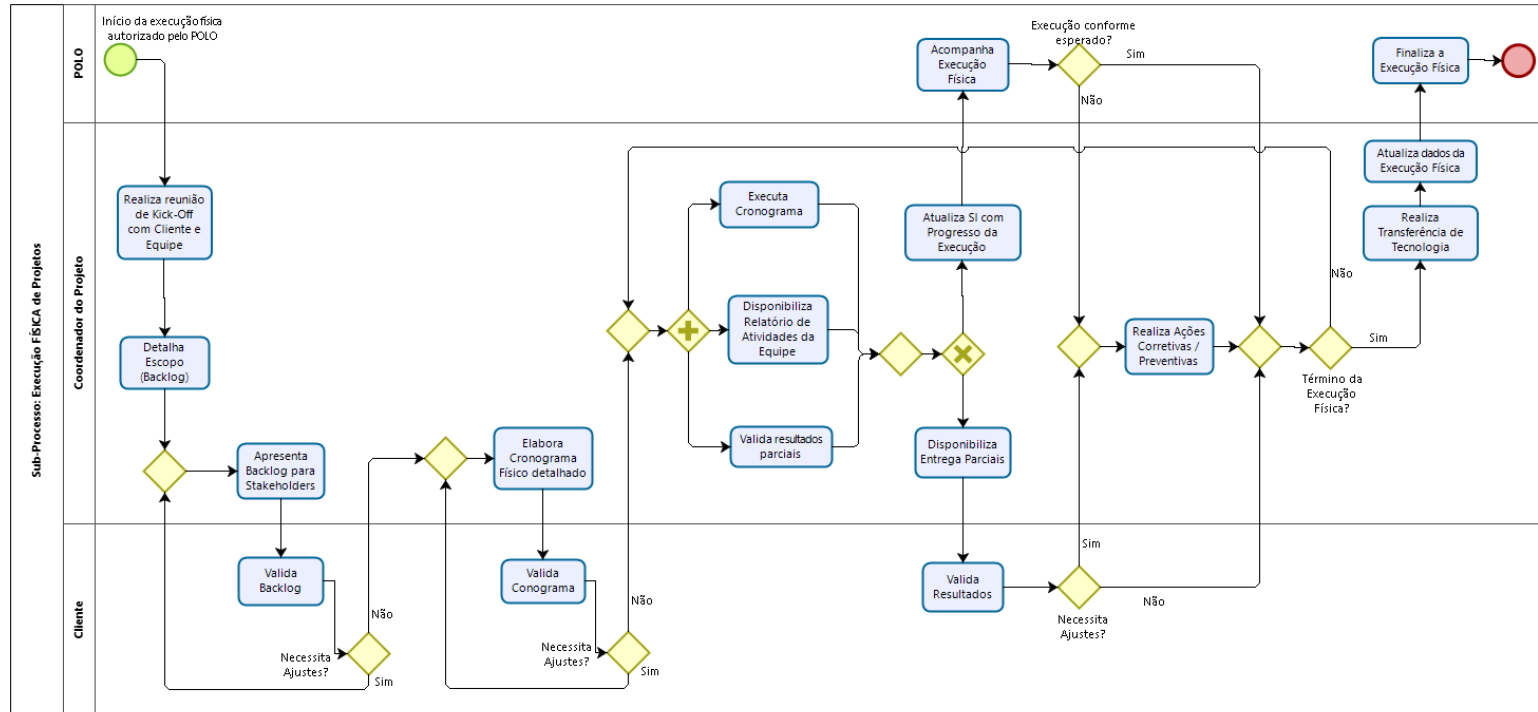 Sub-Processo: Execução FíSICA de Projetos
POLO
Início da execução física
autorizado pelo POLO
Acompanha
Execução
Física
Execução conforme
esperado?
Sim
Não
Finaliza a
Execução Física
Coordenador do Projeto
Realiza reunião
de Kick-Off
com Cliente e
Equipe
Detalha
Escopo
(Backlog)
Apresenta
Backlog para
Stakeholders
Elabora
Cronograma
Físico detalhado
Executa
Cronograma
Disponibiliza
Relatório de
Atividades da
Equipe
Valida resultados
parciais
Atualiza SI com
Progresso da
Execução
Disponibiliza
Entrega Parciais
Realiza Ações
Corretivas /
Preventivas
Término da
Execução
Física?
Não
Sim
Atualiza dados da
Execução Física
Realiza
Transferência de
Tecnologia
Cliente
Valida
Backlog
Necessita
Ajustes?
Não
Sim
Valida
Conograma
Necessita
Ajustes?
Não
Sim
Valida
Resultados
Necessita
Ajustes?
Sim
Não